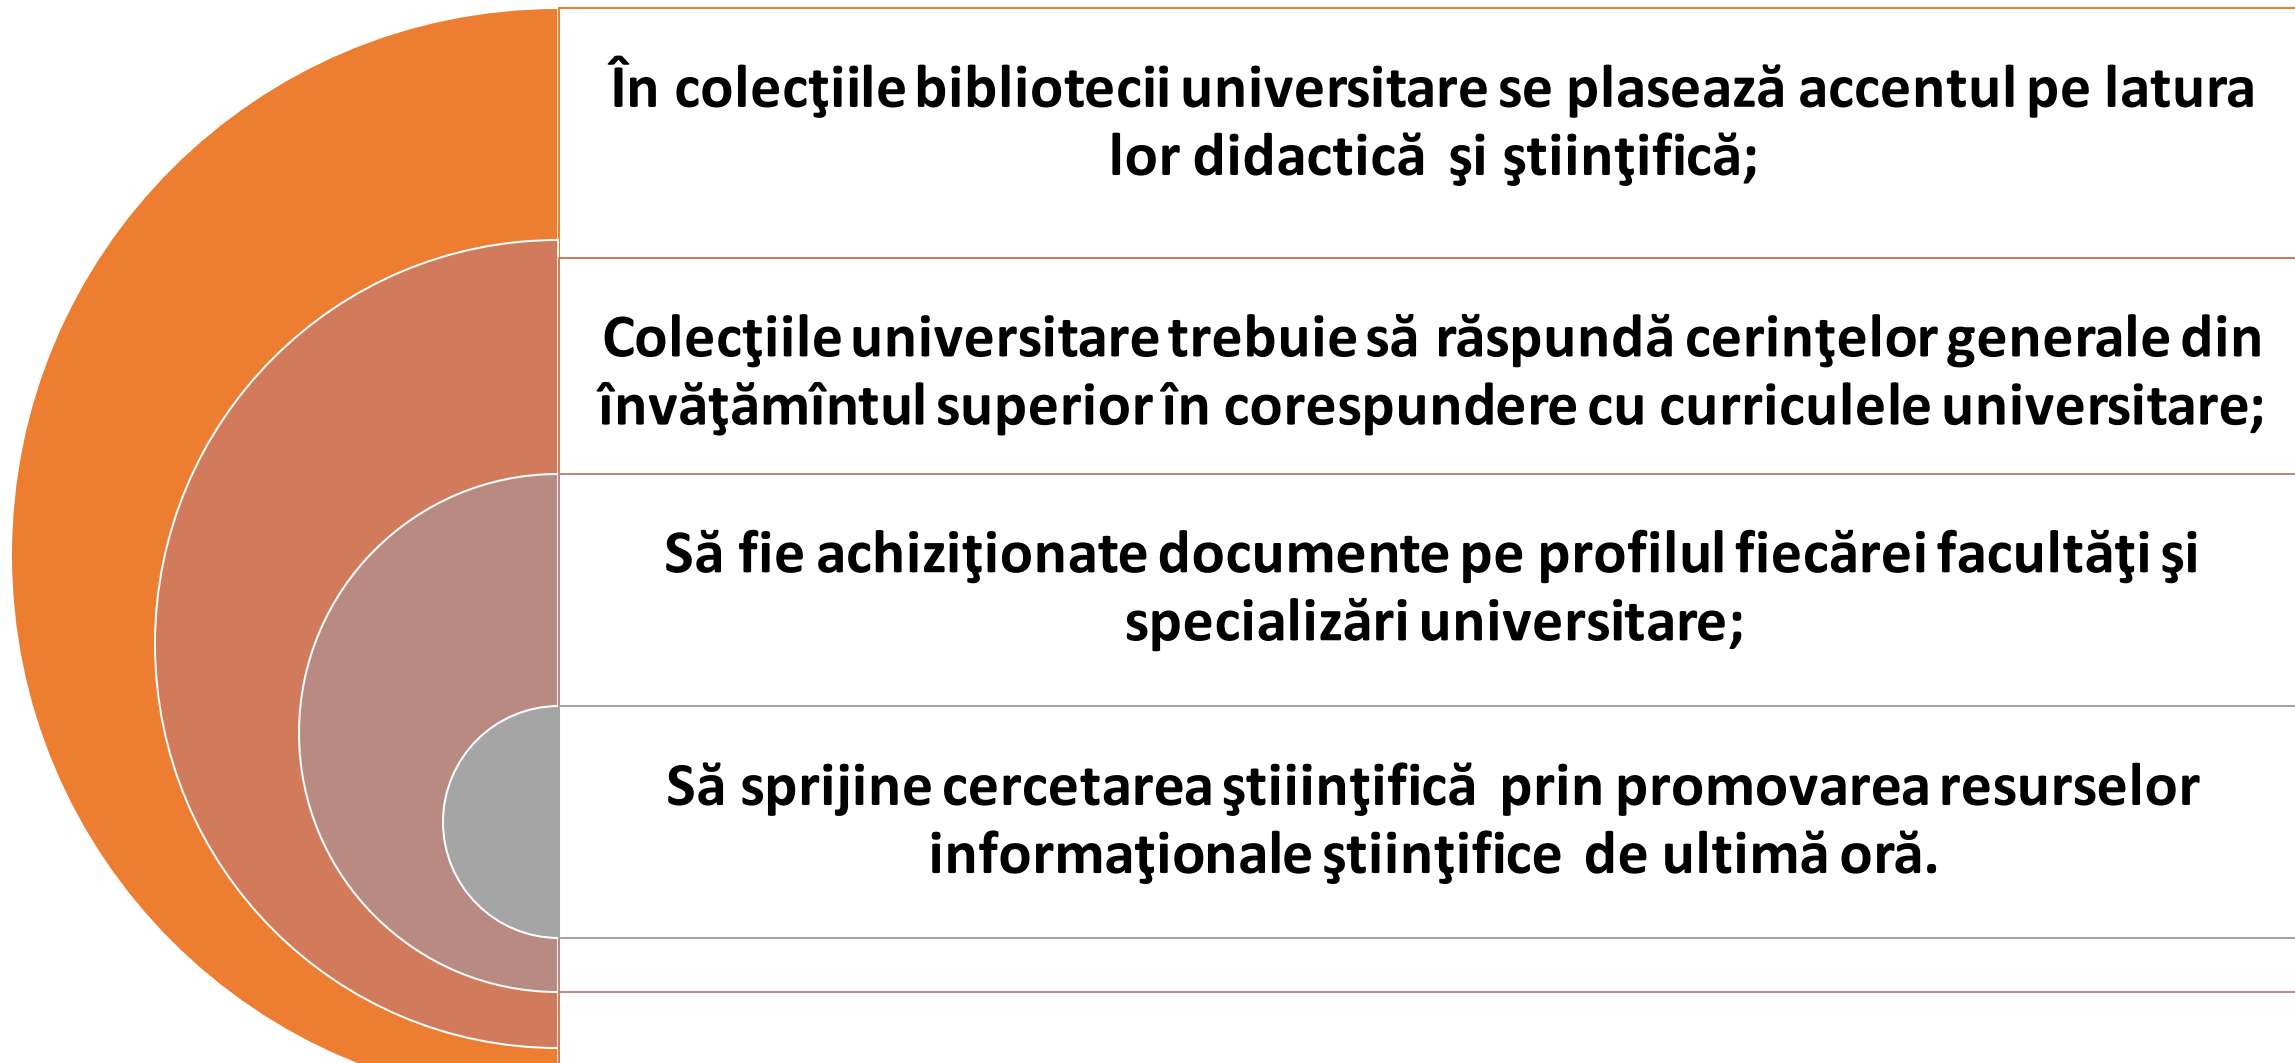 În colecţiile bibliotecii universitare se plasează accentul pe latura
lor didactică şi ştiinţifică;
Colecţiile universitare trebuie să răspundă cerinţelor generale din
învăţămîntul superior în corespundere cu curriculele universitare;
Să fie achiziţionate documente pe profilul fiecărei facultăţi şi
specializări universitare;
Să sprijine cercetarea ştiiinţifică prin promovarea resurselor
informaţionale ştiinţifice de ultimă oră.